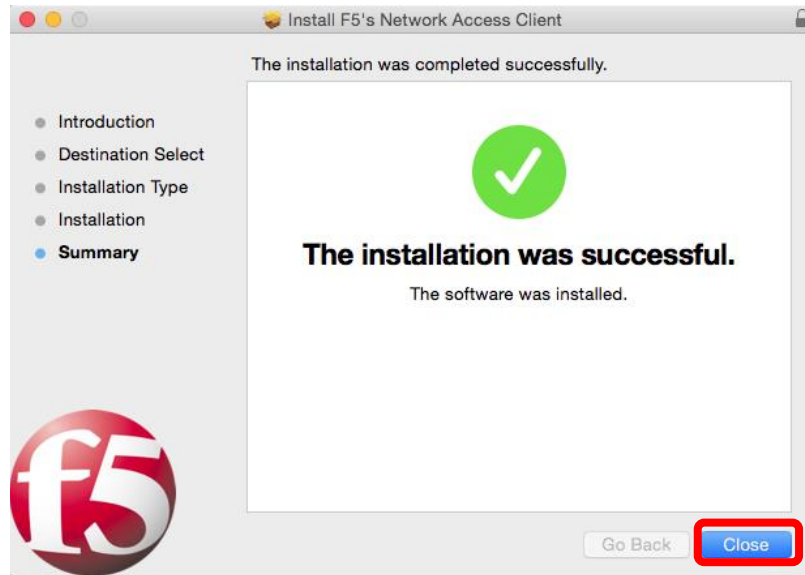 Install F5's Network Access Client
The installation was completed successfully.
Introduction
Destination Select
Installation Type
Installation
Summary
The installation was successful.
The software was installed.
f5
Go Back
Close